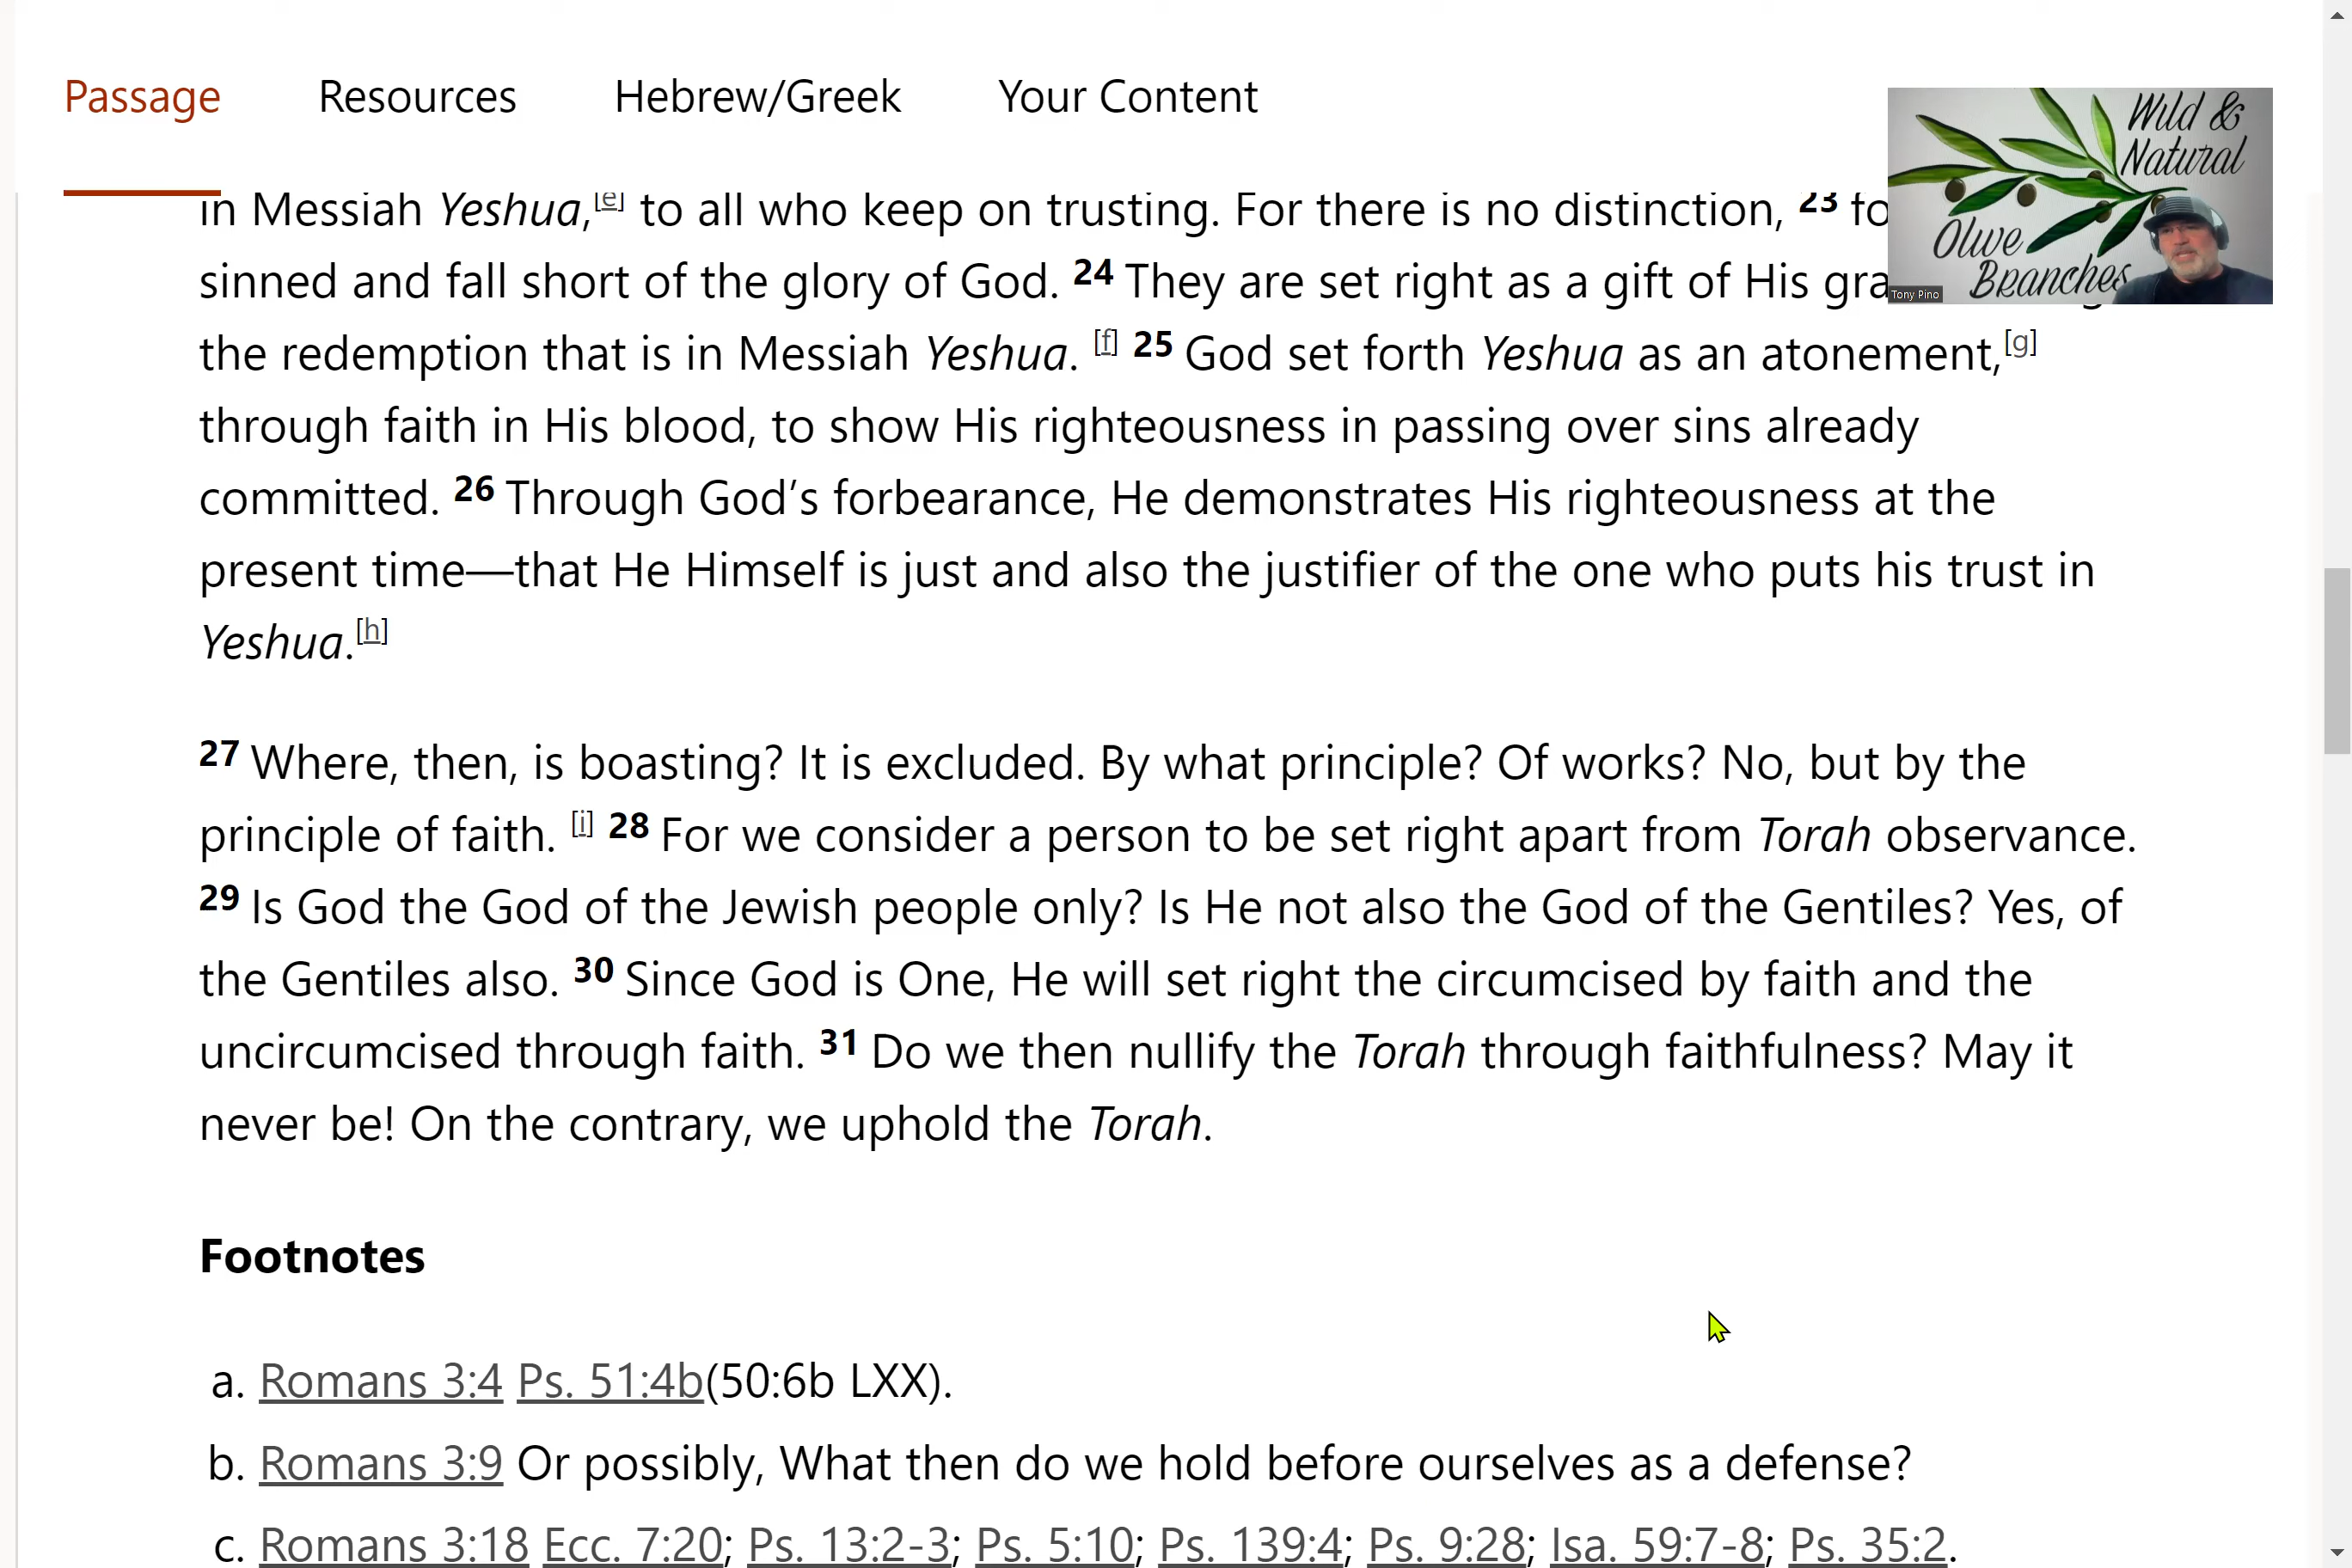 Passage Resources Hebrew/Greek Your Content
Wild &
Natural
Olive
Branches
Tony Pino
in Messiah Yeshua,[e] to all who keep on trusting. For there is no distinction, 23 fo
sinned and fall short of the glory of God. 24 They are set right as a gift of His gra
the redemption that is in Messiah Yeshua. [f] 25 God set forth Yeshua as an atonement,[g]
through faith in His blood, to show His righteousness in passing over sins already
committed. 26 Through God’s forbearance, He demonstrates His righteousness at the
present time—that He Himself is just and also the justifier of the one who puts his trust in
Yeshua.[h]
27 Where, then, is boasting? It is excluded. By what principle? Of works? No, but by the
principle of faith. [i] 28 For we consider a person to be set right apart from Torah observance.
29 Is God the God of the Jewish people only? Is He not also the God of the Gentiles? Yes, of
the Gentiles also. 30 Since God is One, He will set right the circumcised by faith and the
uncircumcised through faith. 31 Do we then nullify the Torah through faithfulness? May it
never be! On the contrary, we uphold the Torah.
Footnotes
a. Romans 3:4 Ps. 51:4b(50:6b LXX).
b. Romans 3:9 Or possibly, What then do we hold before ourselves as a defense?
c. Romans 3:18 Ecc. 7:20; Ps. 13:2-3; Ps. 5:10; Ps. 139:4; Ps. 9:28; Isa. 59:7-8; Ps. 35:2.